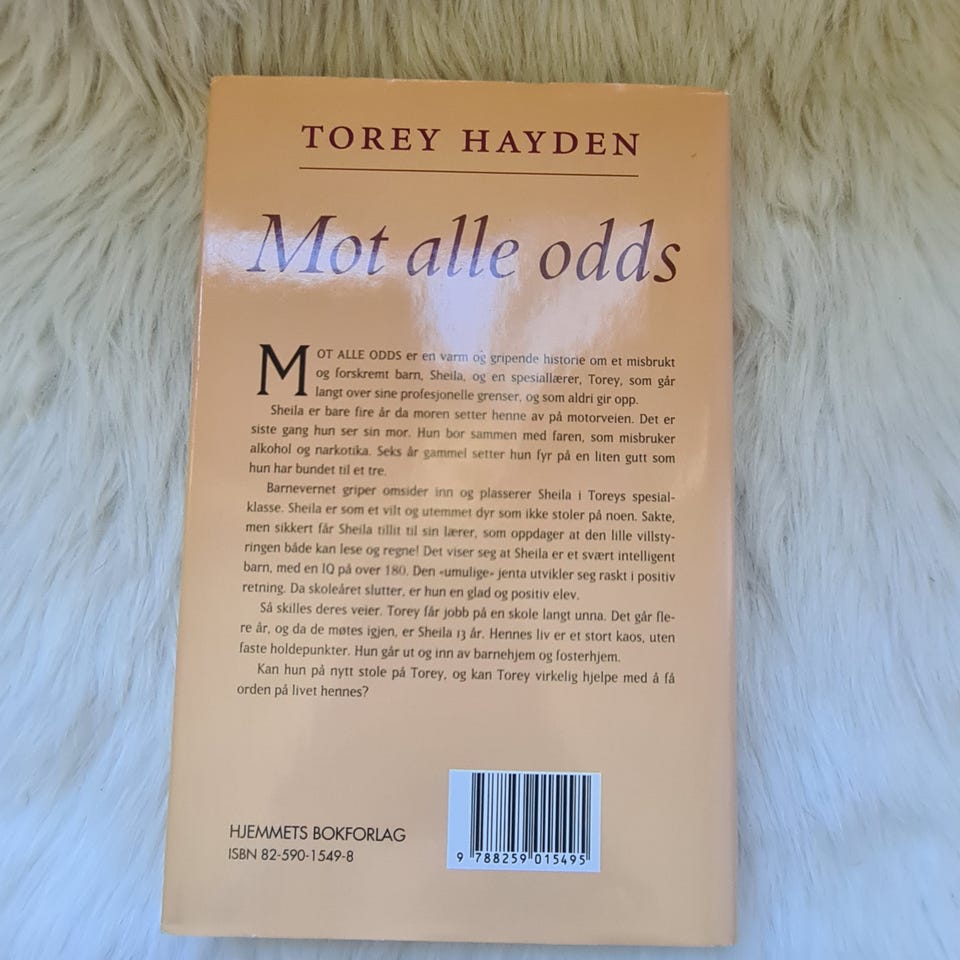 TOREY HAYDEN
Mot alle odds
MOT ALLE ODDS er en varm og gripende historie om et misbrukt
og forskremt barn, Sheila, og en spesiallærer, Torey, som går
langt over sine profesjonelle grenser, og som aldri gir opp.
Sheila er bare fire år da moren setter henne av på motorveien. Det er
siste gang hun ser sin mor. Hun bor sammen med faren, som misbruker
alkohol og narkotika. Seks år gammel setter hun fyr på en liten gutt som
hun har bundet til et tre.
Barnevernet griper omsider inn og plasserer Sheila i Toreys spesial-
klasse. Sheila er som et vilt og utemmet dyr som ikke stoler på noen. Sakte,
men sikkert får Sheila tillit til sin lærer, som oppdager at den lille villsty-
ringen både kan lese og regne! Det viser seg at Sheila er et svært intelligent
barn, med en IQ på over 180. Den «umulige» jenta utvikler seg raskt i positiv
retning. Da skoleåret slutter, er hun en glad og positiv elev.
Så skilles deres veier. Torey får jobb på en skole langt unna. Det går fle-
re år, og da de møtes igjen, er Sheila 13 år. Hennes liv er et stort kaos, uten
faste holdepunkter. Hun går ut og inn av barnehjem og fosterhjem.
Kan hun på nytt stole på Torey, og kan Torey virkelig hjelpe med å få
orden på livet hennes?
HJEMMETS BOKFORLAG
ISBN 82-590-1549-8
9 788259 015495